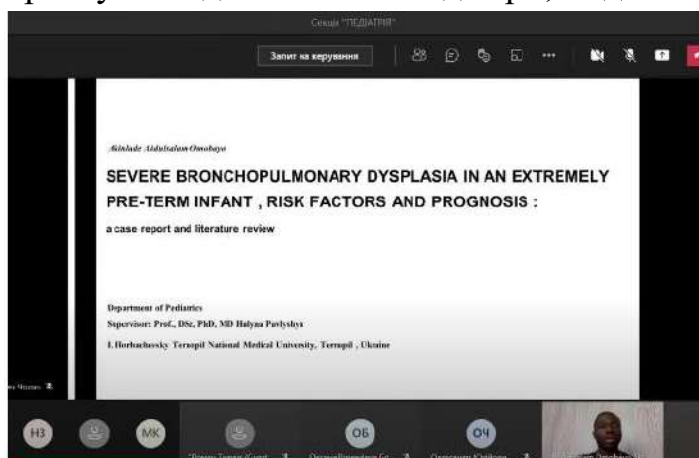 Секція "ПЕДІАТРІЯ"
Запит на керування
Akinlade Abdulsalam Omobayo
SEVERE BRONCHOPULMONARY DYSPLASIA IN AN EXTREMELY
PRE-TERM INFANT , RISK FACTORS AND PROGNOSIS :
a case report and literature review
Department of Pediatrics
Supervisor: Prof., DSc, PhD, MD Halyna Pavlyshyn
I. Horbachevsky Ternopil National Medical University, Ternopil , Ukraine
НЗ
МК
ОБ
ОЧ